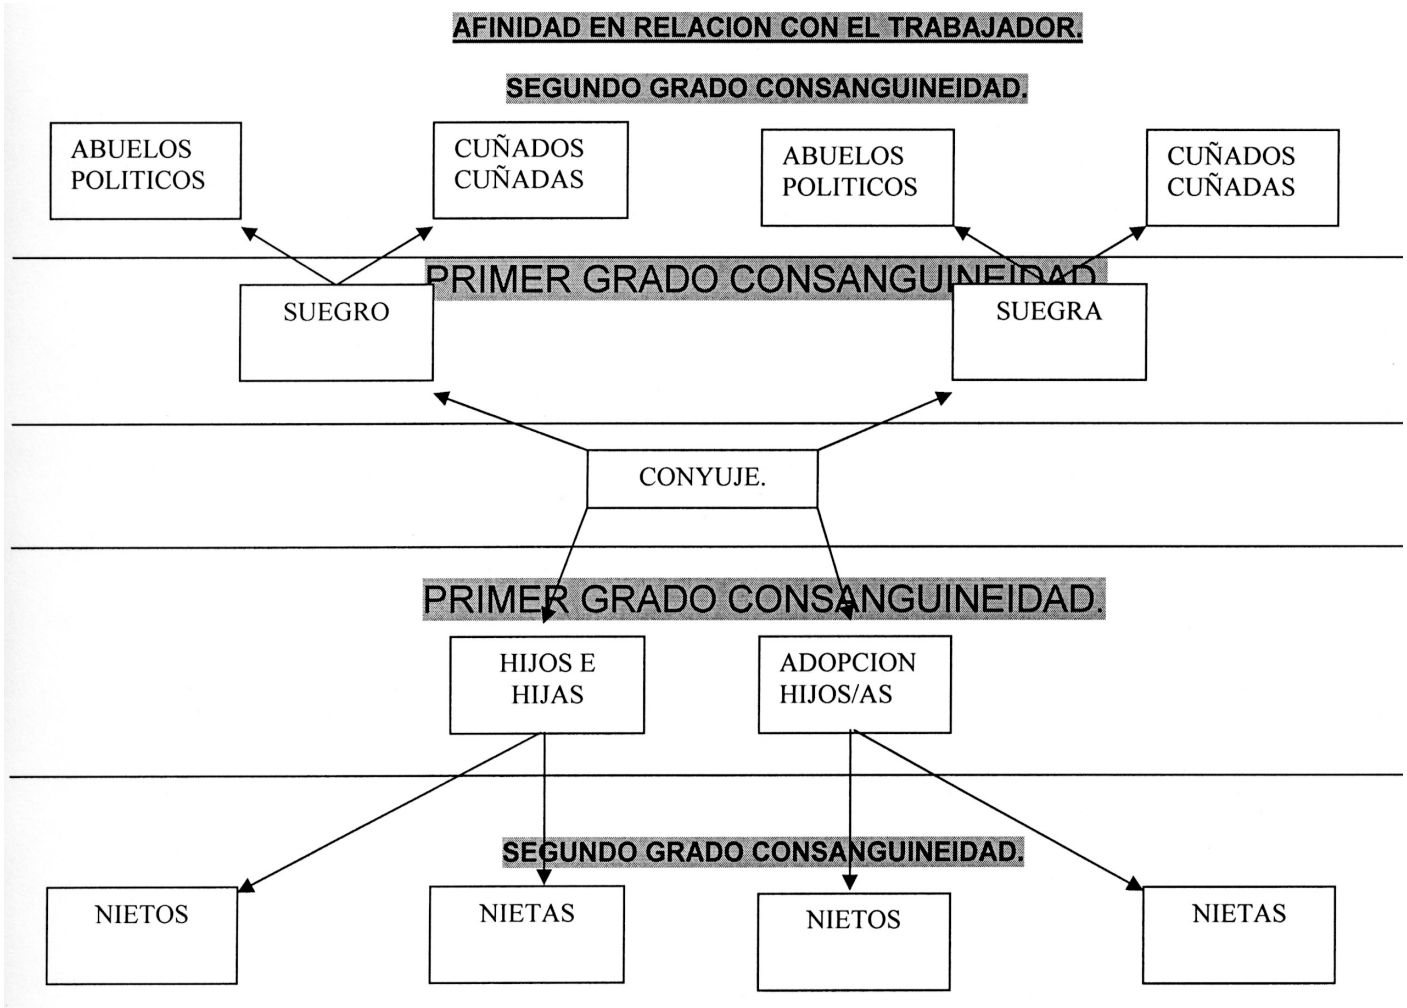 AFINIDAD EN RELACION CON EL TRABAJADOR.
SEGUNDO GRADO CONSANGUINEIDAD.
ABUELOS
POLITICOS
CUÑADOS
CUÑADAS
ABUELOS
POLITICOS
CUÑADOS
CUÑADAS
PRIMER GRADO CONSANGUINEIDAD.
SUEGRO
SUEGRA
CONYUJE.
PRIMER GRADO CONSANGUINEIDAD.
HIJOS E
HIJAS
ADOPCION
HIJOS/AS
SEGUNDO GRADO CONSANGUINEIDAD.
NIETOS
NIETAS
NIETOS
NIETAS